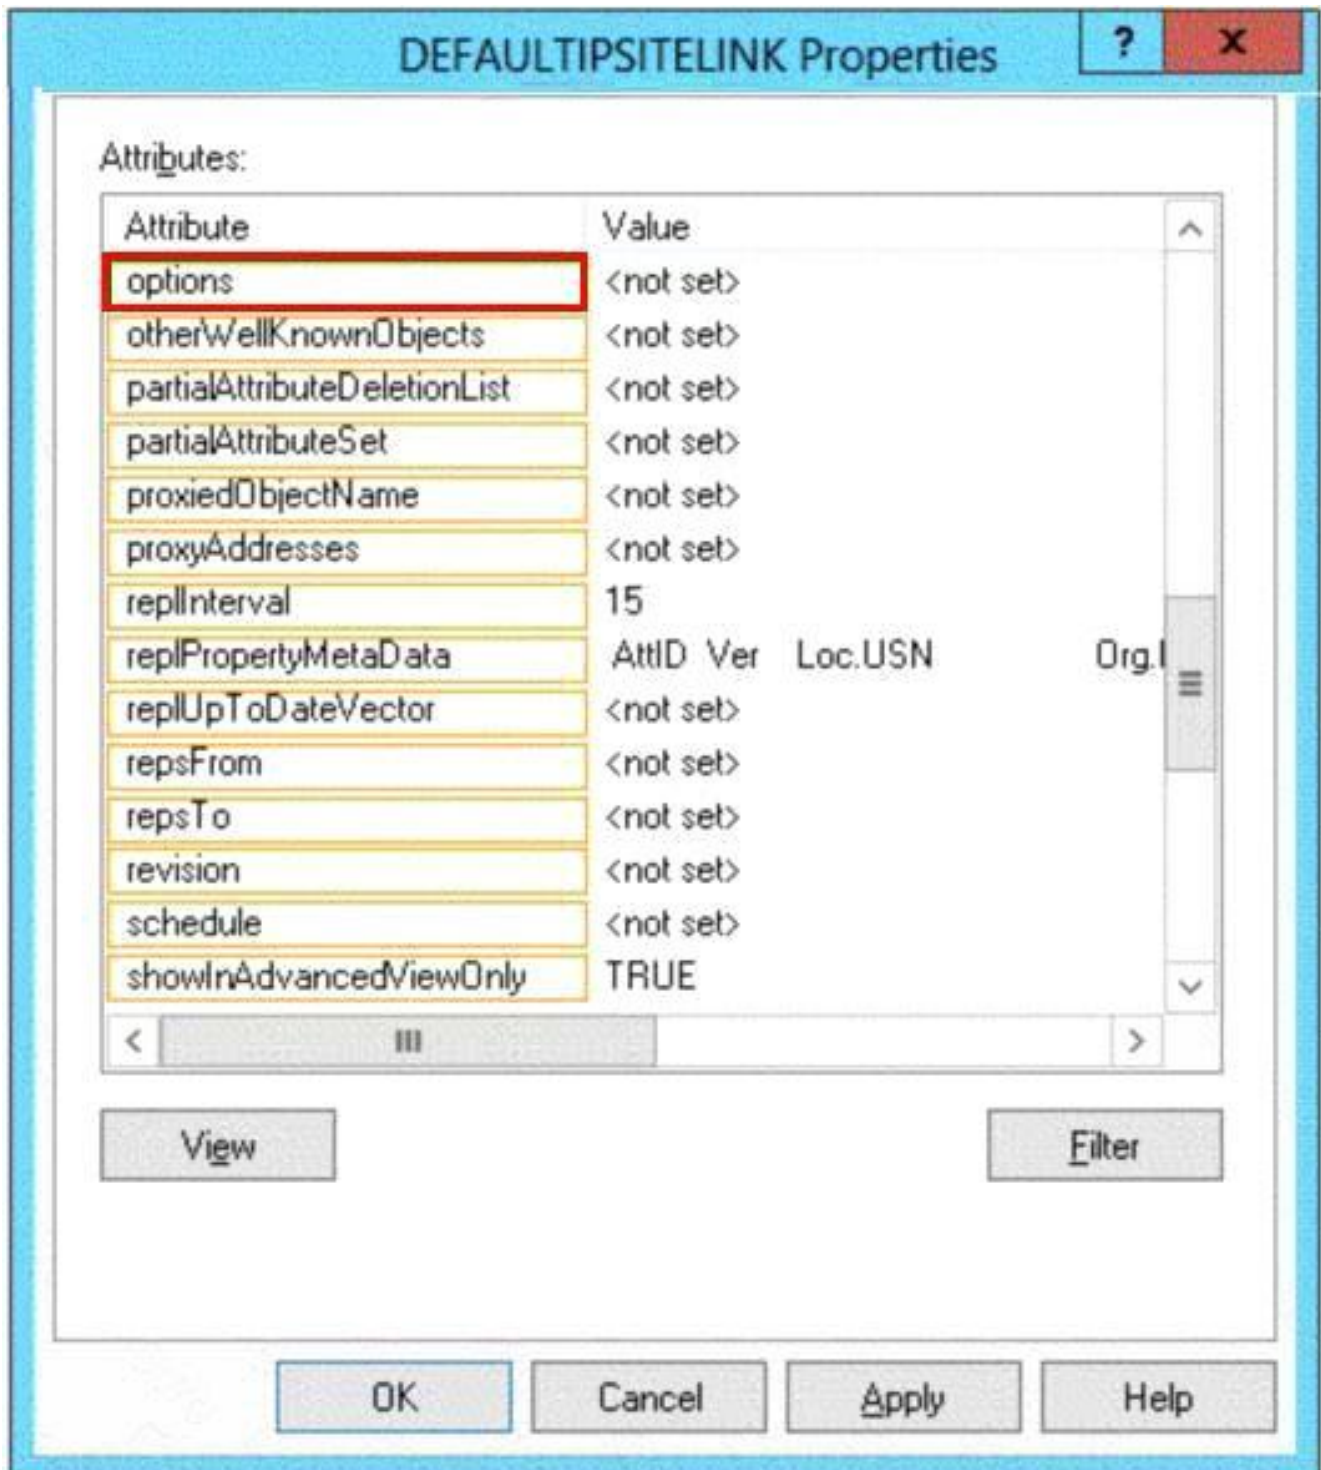 DEFAULTIPSITELINK Properties ? x
Attributes:
Attribute Value
options <not set>
otherWellKnownObjects <not set>
partialAttributeDeletionList <not set>
partialAttributeSet <not set>
proxiedObjectName <not set>
proxyAddresses <not set>
replInterval 15
replPropertyMetaData AttID Ver Loc.USN Org.
replUpToDateVector <not set>
repsFrom <not set>
repsTo <not set>
revision <not set>
schedule <not set>
showInAdvancedViewOnly TRUE
View Filter
OK Cancel Apply Help